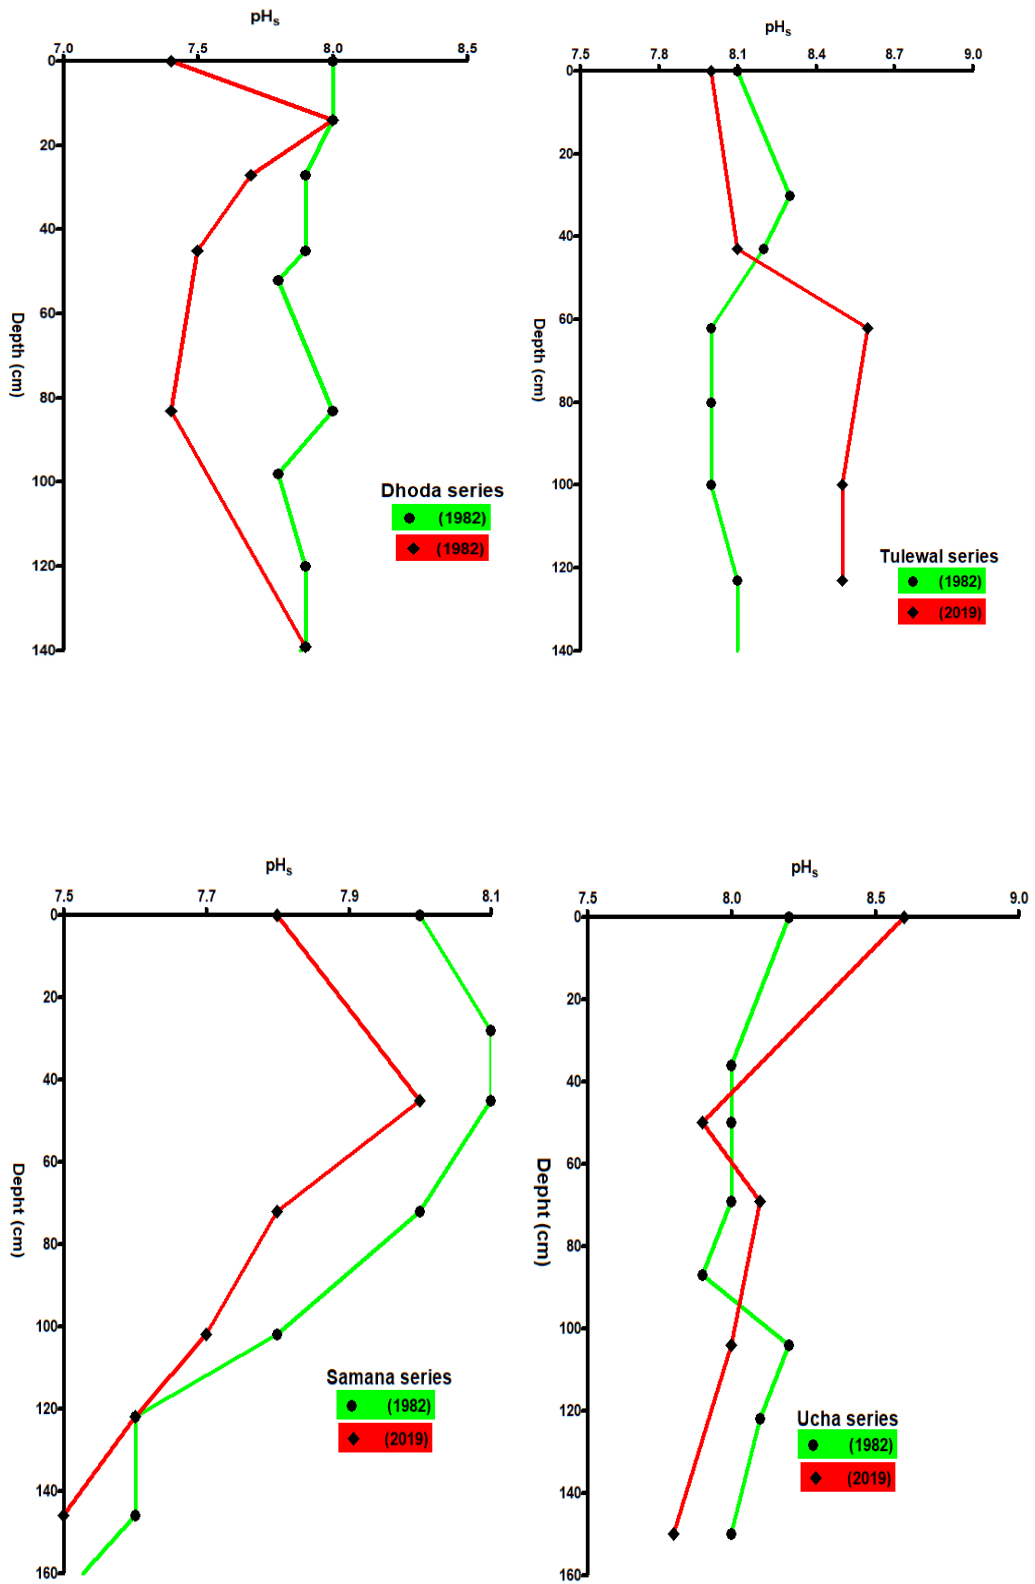 pHs
7.0 7.5 8.0 8.5
0
20
40
60
80
100
120
140
Depth (cm)
Dhoda series
(1982)
(1982)
pHs
7.5 7.8 8.1 8.4 8.7 9.0
0
20
40
60
80
100
120
140
Depth (cm)
Tulewal series
(1982)
(2019)
pHs
7.5 7.7 7.9 8.1
0
20
40
60
80
100
120
140
160
Depht (cm)
Samana series
(1982)
(2019)
pHs
7.5 8.0 8.5 9.0
0
20
40
60
80
100
120
140
160
Depht (cm)
Ucha series
(1982)
(2019)